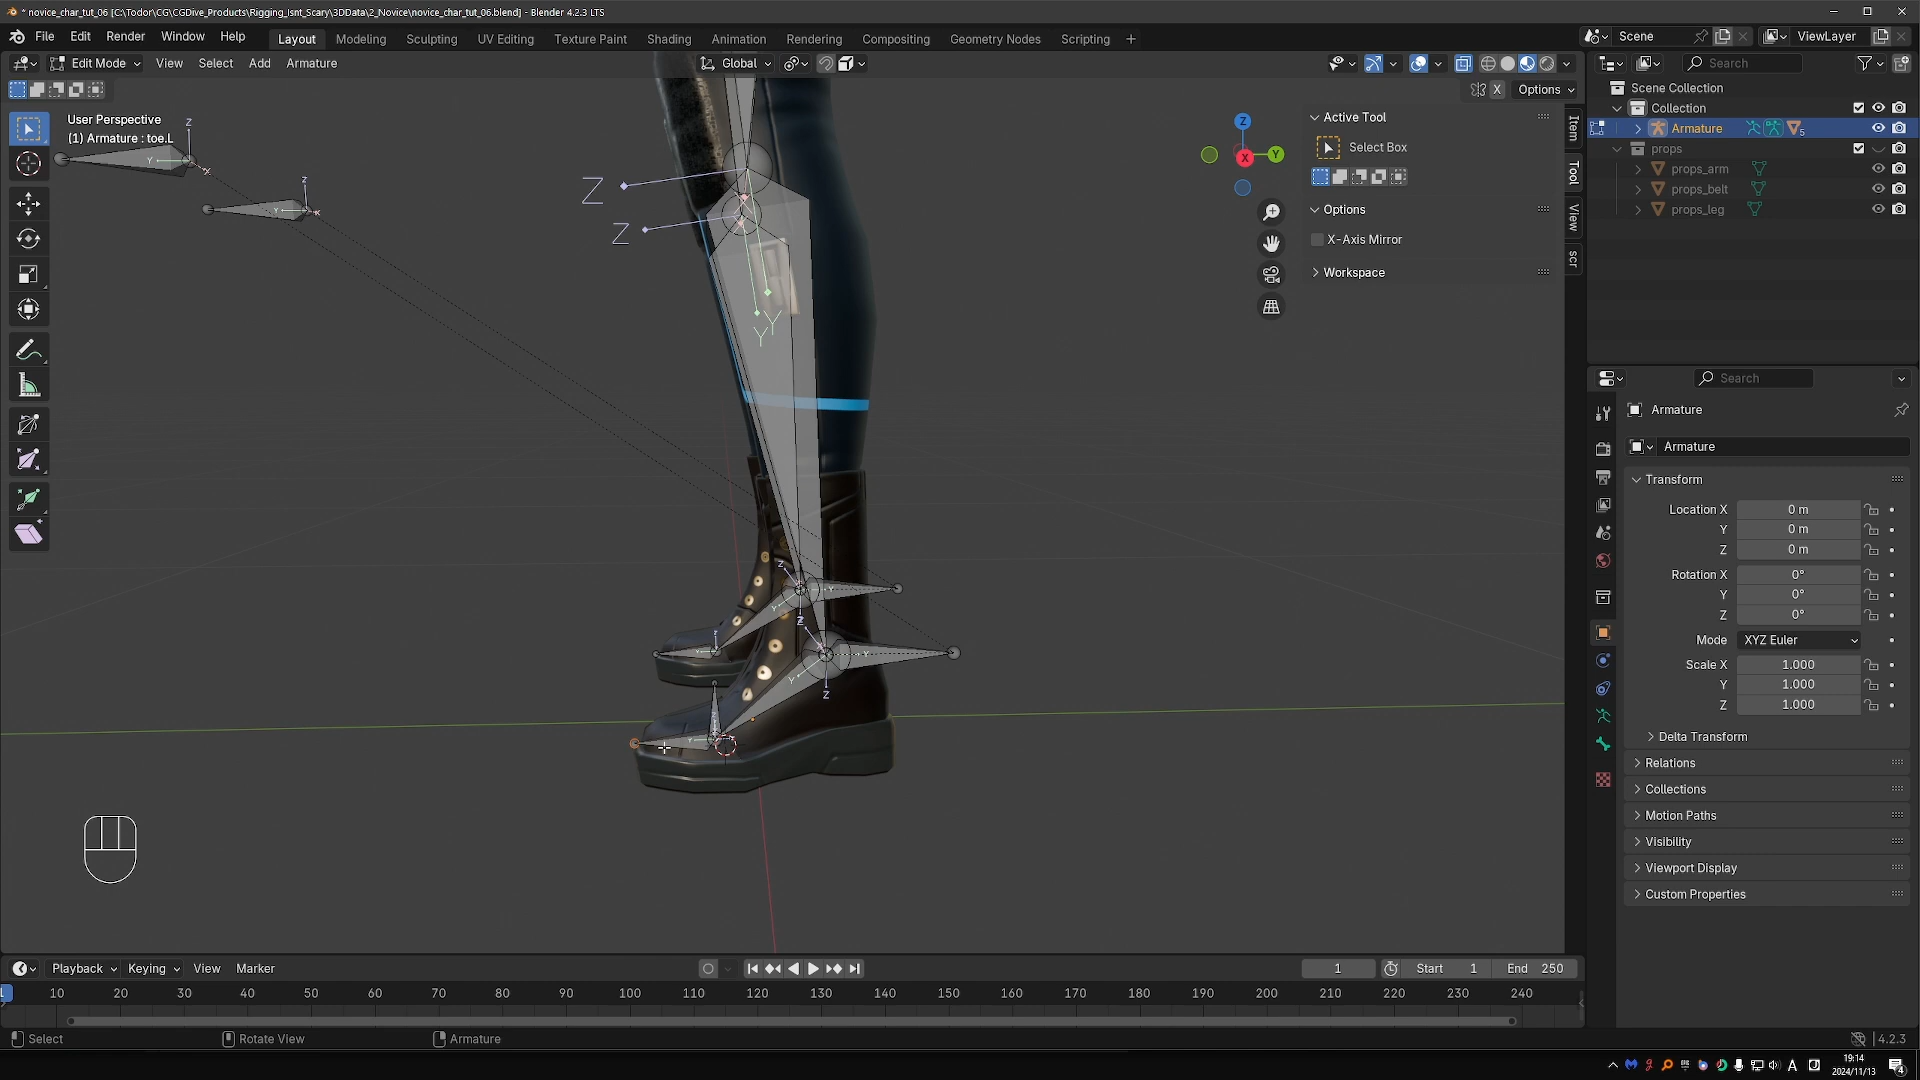 * novice_char_tut_06 [C:\Todor\CG\CGDive_Products\Rigging_Isnt_Scary\3DData\2_Novice\novice_char_tut_06.blend] - Blender 4.2.3 LTS
File Edit Render Window Help Layout Modeling Sculpting UV Editing Texture Paint Shading Animation Rendering Compositing Geometry Nodes Scripting + Scene ViewLayer
Edit Mode View Select Add Armature Global Search
X Options
User Perspective
(1) Armature : toe.L
Z
Y
X
Z
Y
Z
Z
Y
Y
Z
Y
X
Active Tool
Select Box
Options
X-Axis Mirror
Workspace
Item
Tool
View
scr
Scene Collection
Collection
Armature 5
props
props_arm
props_belt
props_leg
Search
Armature
Armature
Transform
Location X 0 m
Y 0 m
Z 0 m
Rotation X 0°
Y 0°
Z 0°
Mode XYZ Euler
Scale X 1.000
Y 1.000
Z 1.000
Delta Transform
Relations
Collections
Motion Paths
Visibility
Viewport Display
Custom Properties
Playback Keying View Marker 1 Start 1 End 250
1 10 20 30 40 50 60 70 80 90 100 110 120 130 140 150 160 170 180 190 200 210 220 230 240
Select Rotate View Armature 4.2.3
A 19:14
2024/11/13 4